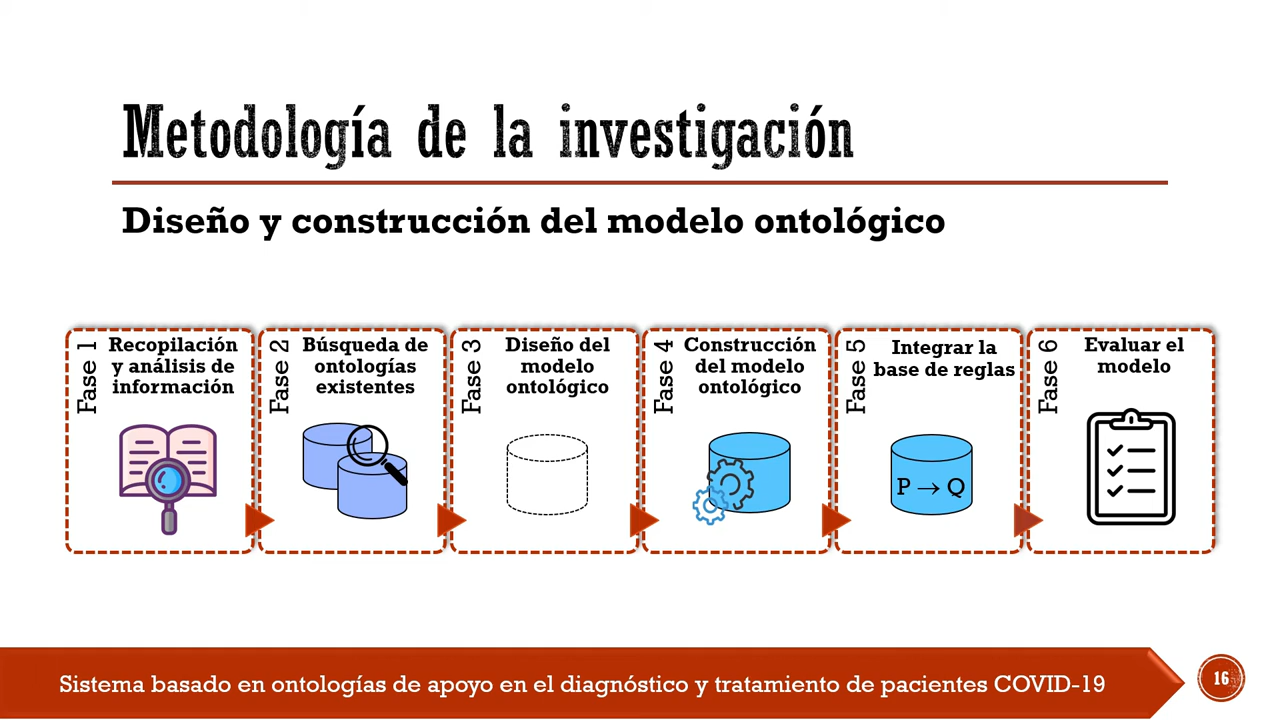 Metodología de la investigación
Diseño y construcción del modelo ontológico
Fase 1
Recopilación
y análisis de
información
Fase 2
Búsqueda de
ontologías
existentes
Fase 3
Diseño del
modelo
ontológico
Fase 4
Construcción
del modelo
ontológico
Fase 5
Integrar la
base de reglas
P → Q
Fase 6
Evaluar el
modelo
Sistema basado en ontologías de apoyo en el diagnóstico y tratamiento de pacientes COVID-19
16